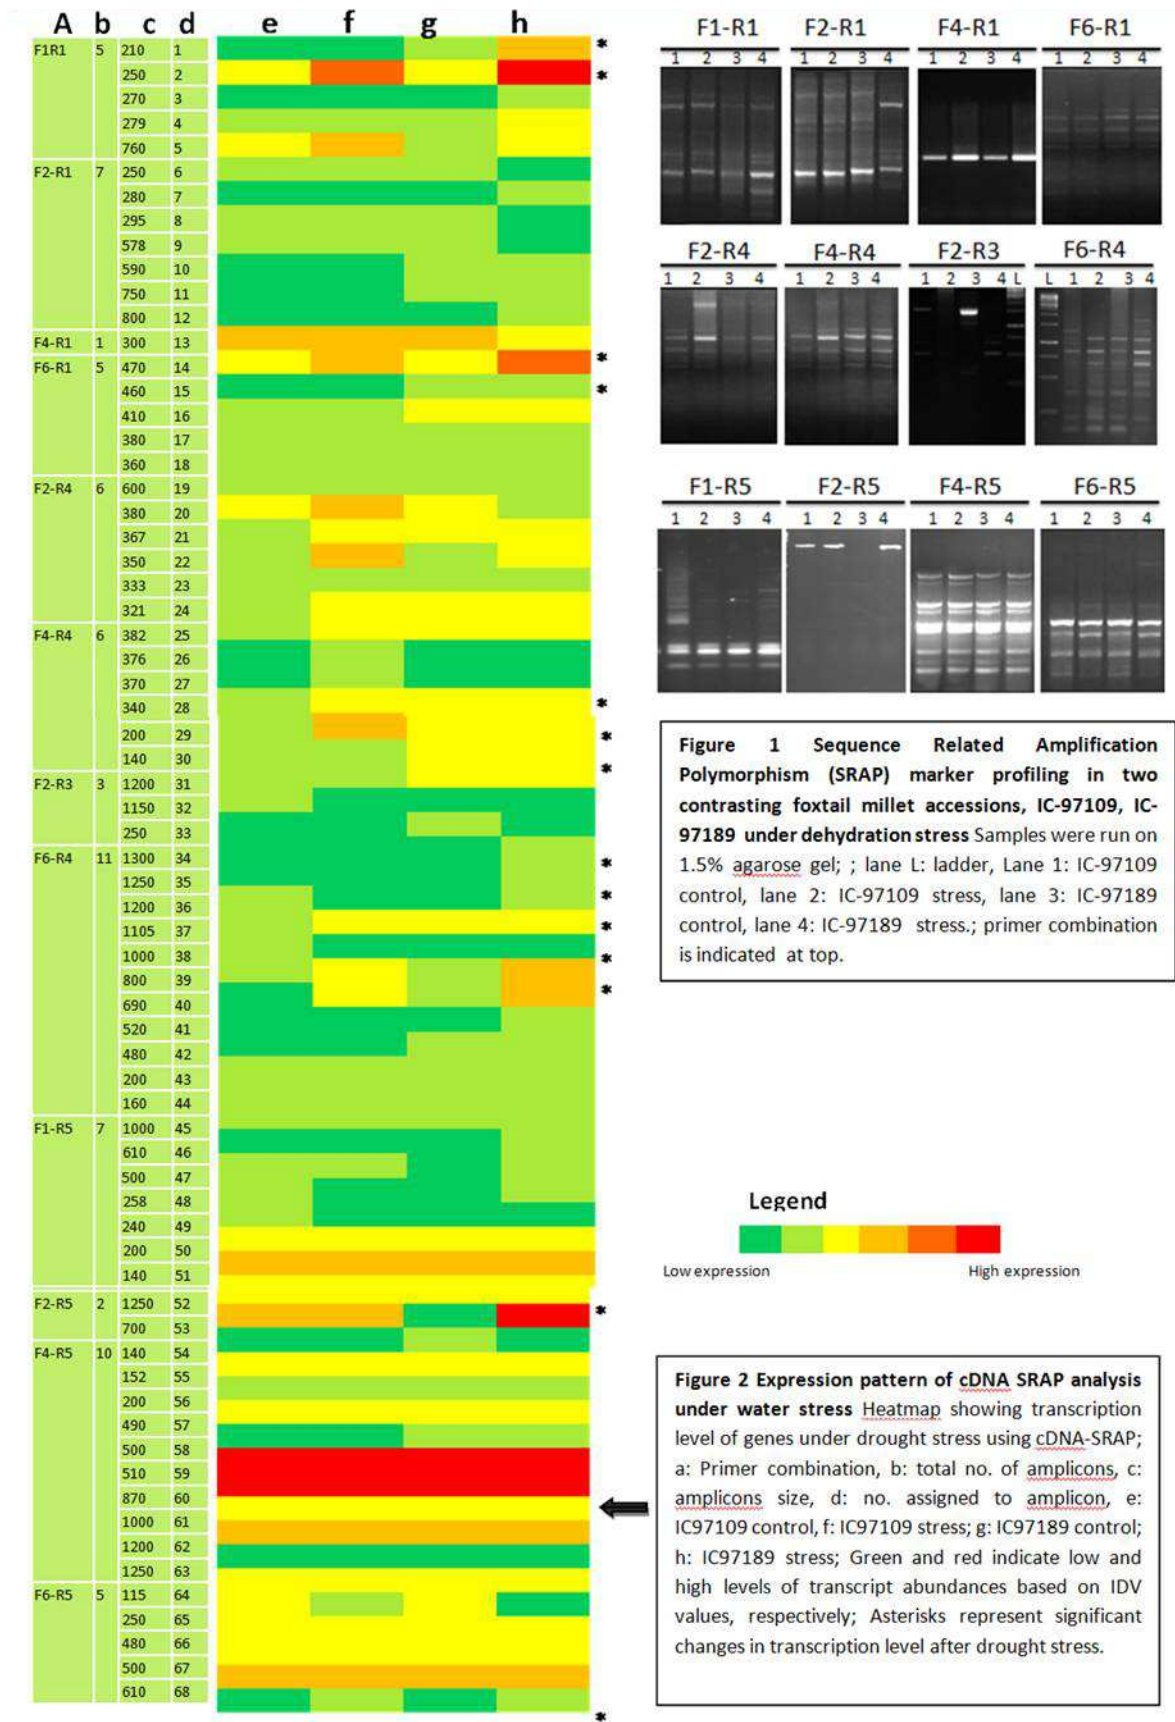 A b c d e f g h
F1R1 5 210 1 *
250 2 *
270 3
279 4
760 5
F2-R1 7 250 6
280 7
295 8
578 9
590 10
750 11
800 12
F4-R1 1 300 13
F6-R1 5 470 14 *
460 15 *
410 16
380 17
360 18
F2-R4 6 600 19
380 20
367 21
350 22
333 23
321 24
F4-R4 6 382 25
376 26
370 27
340 28 *
200 29 *
140 30 *
F2-R3 3 1200 31
1150 32
250 33
F6-R4 11 1300 34 *
1250 35 *
1200 36
1105 37 *
1000 38 *
800 39 *
690 40
520 41
480 42
200 43
160 44
F1-R5 7 1000 45
610 46
500 47
258 48
240 49
200 50
140 51
F2-R5 2 1250 52 *
700 53
F4-R5 10 140 54
152 55
200 56
490 57
500 58
510 59
870 60
1000 61
1200 62
1250 63
F6-R5 5 115 64
250 65
480 66
500 67
610 68
*
F1-R1 F2-R1 F4-R1 F6-R1
1 2 3 4 1 2 3 4 1 2 3 4 1 2 3 4
F2-R4 F4-R4 F2-R3 F6-R4
1 2 3 4 1 2 3 4 1 2 3 4 L L 1 2 3 4
F1-R5 F2-R5 F4-R5 F6-R5
1 2 3 4 1 2 3 4 1 2 3 4 1 2 3 4
Figure 1 Sequence Related Amplification
Polymorphism (SRAP) marker profiling in two
contrasting foxtail millet accessions, IC-97109, IC-
97189 under dehydration stress Samples were run on
1.5% agarose gel; ; lane L: ladder, Lane 1: IC-97109
control, lane 2: IC-97109 stress, lane 3: IC-97189
control, lane 4: IC-97189 stress.; primer combination
is indicated at top.
Legend
Low expression High expression
Figure 2 Expression pattern of cDNA SRAP analysis
under water stress Heatmap showing transcription
level of genes under drought stress using cDNA-SRAP;
a: Primer combination, b: total no. of amplicons, c:
amplicons size, d: no. assigned to amplicon, e:
IC97109 control, f: IC97109 stress; g: IC97189 control;
h: IC97189 stress; Green and red indicate low and
high levels of transcript abundances based on IDV
values, respectively; Asterisks represent significant
changes in transcription level after drought stress.